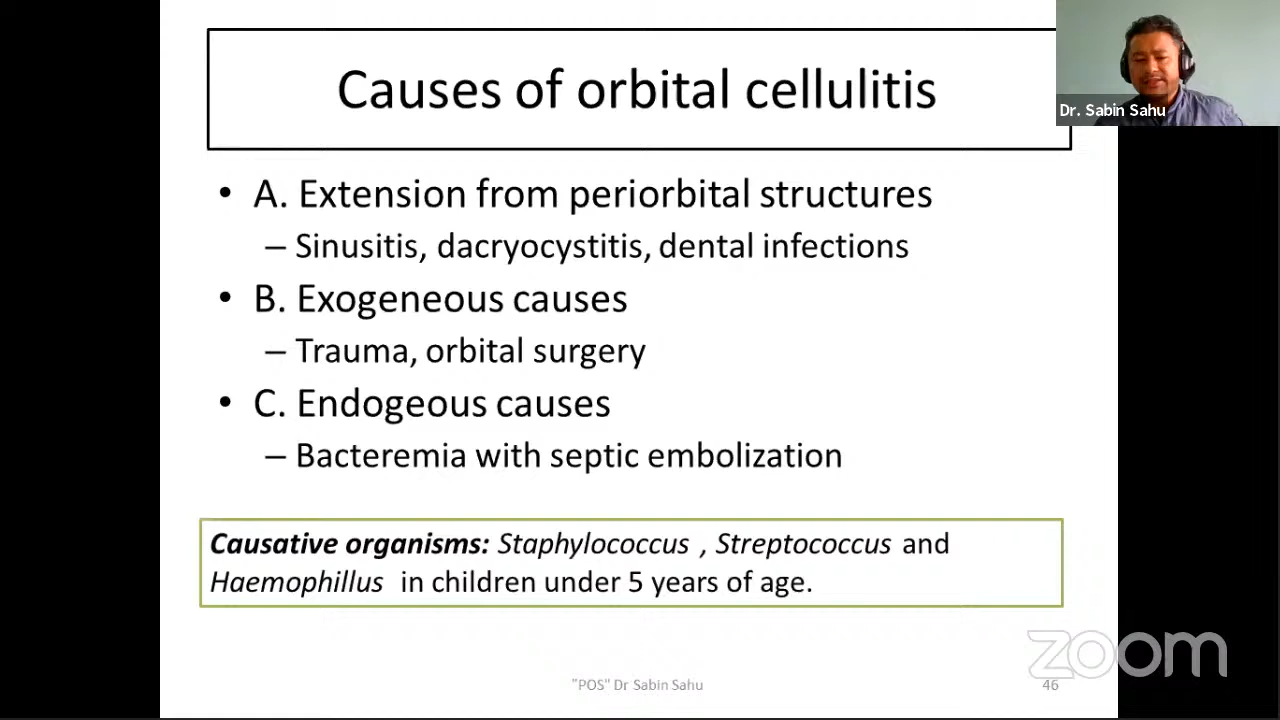 Causes of orbital cellulitis
Dr. Sabin Sahu
• A. Extension from periorbital structures
– Sinusitis, dacryocystitis, dental infections
• B. Exogeneous causes
– Trauma, orbital surgery
• C. Endogeous causes
– Bacteremia with septic embolization
Causative organisms: Staphylococcus , Streptococcus and
Haemophillus in children under 5 years of age.
zoom
"POS" Dr Sabin Sahu
46